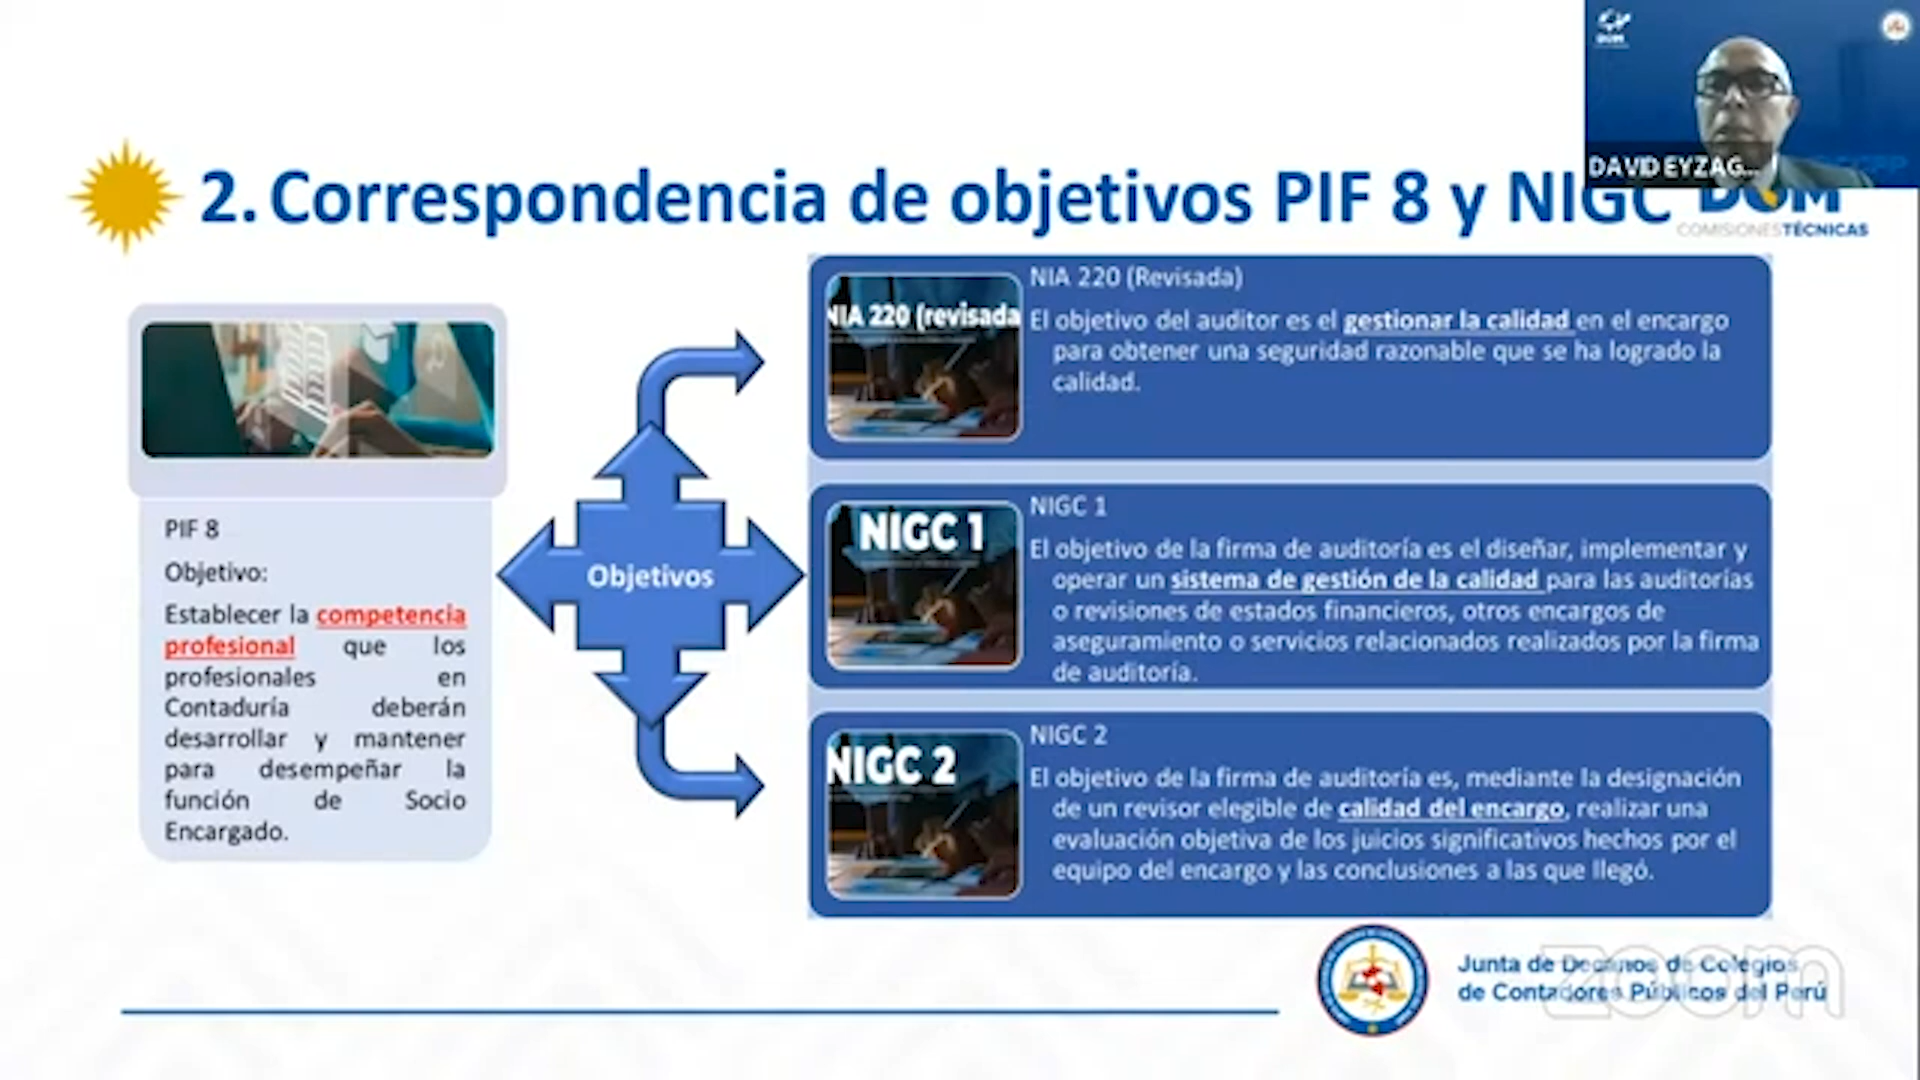 DOM
DAVID EYZAG...
2. Correspondencia de objetivos PIF 8 y NIGC
DOM
COMISIONESTÉCNICAS
PIF 8
Objetivo:
Establecer la competencia
profesional que los
profesionales en
Contaduría deberán
desarrollar y mantener
para desempeñar la
función de Socio
Encargado.
Objetivos
NIA 220 (revisada
NIA 220 (Revisada)
El objetivo del auditor es el gestionar la calidad en el encargo
para obtener una seguridad razonable que se ha logrado la
calidad.
NIGC 1
NIGC 1
El objetivo de la firma de auditoría es el diseñar, implementar y
operar un sistema de gestión de la calidad para las auditorías
o revisiones de estados financieros, otros encargos de
aseguramiento o servicios relacionados realizados por la firma
de auditoría.
NIGC 2
NIGC 2
El objetivo de la firma de auditoría es, mediante la designación
de un revisor elegible de calidad del encargo, realizar una
evaluación objetiva de los juicios significativos hechos por el
equipo del encargo y las conclusiones a las que llegó.
Junta de Decanos de Colegios
de Contadores Públicos del Perú
zoom